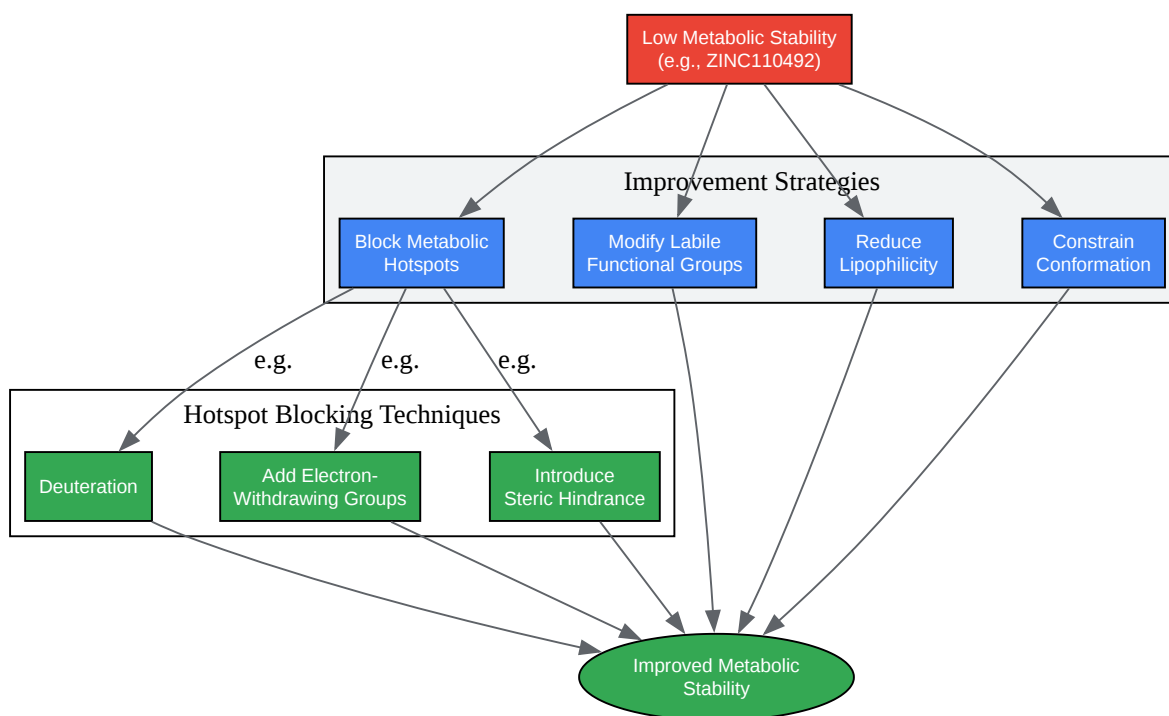 Low Metabolic Stability
(e.g., ZINC110492)
Improvement Strategies
Block Metabolic
Hotspots
Modify Labile
Functional Groups
Reduce
Lipophilicity
Constrain
Conformation
e.g.
e.g.
e.g.
Hotspot Blocking Techniques
Deuteration
Add Electron-
Withdrawing Groups
Introduce
Steric Hindrance
Improved Metabolic
Stability